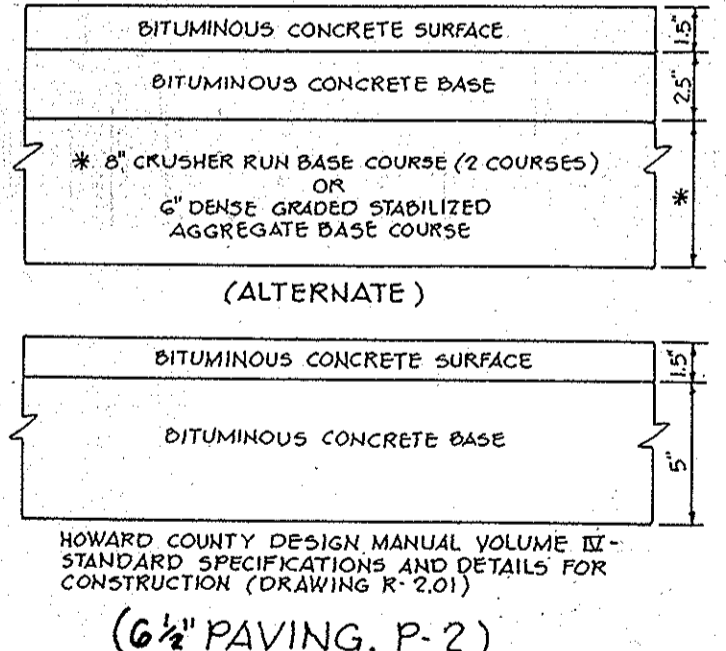 BITUMINOUS CONCRETE SURFACE
1.5"
BITUMINOUS CONCRETE BASE
2.5"
* 8" CRUSHER RUN BASE COURSE (2 COURSES)
OR
6" DENSE GRADED STABILIZED
AGGREGATE BASE COURSE
*
(ALTERNATE)
BITUMINOUS CONCRETE SURFACE
1.5"
BITUMINOUS CONCRETE BASE
5"
HOWARD COUNTY DESIGN MANUAL VOLUME IV-
STANDARD SPECIFICATIONS AND DETAILS FOR
CONSTRUCTION (DRAWING R-2.01)
(6 1/2" PAVING, P-2)